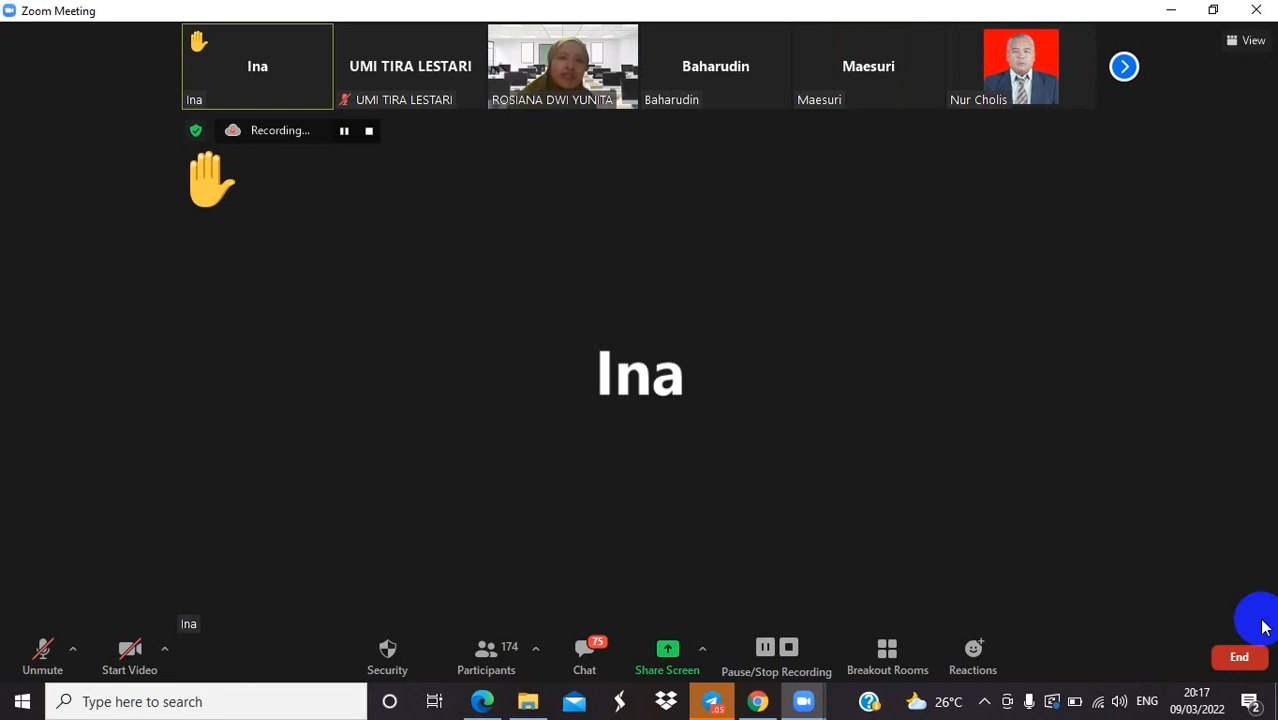 Zoom Meeting
View
Ina
Ina
UMI TIRA LESTARI
UMI TIRA LESTARI
ROSIANA DWI YUNITA
Baharudin
Baharudin
Maesuri
Maesuri
Nur Cholis
Recording...
Ina
Ina
Unmute
Start Video
Security
174
Participants
75
Chat
Share Screen
Pause/Stop Recording
Breakout Rooms
Reactions
End
Type here to search
26°C
ENG
20:17
09/03/2022
2